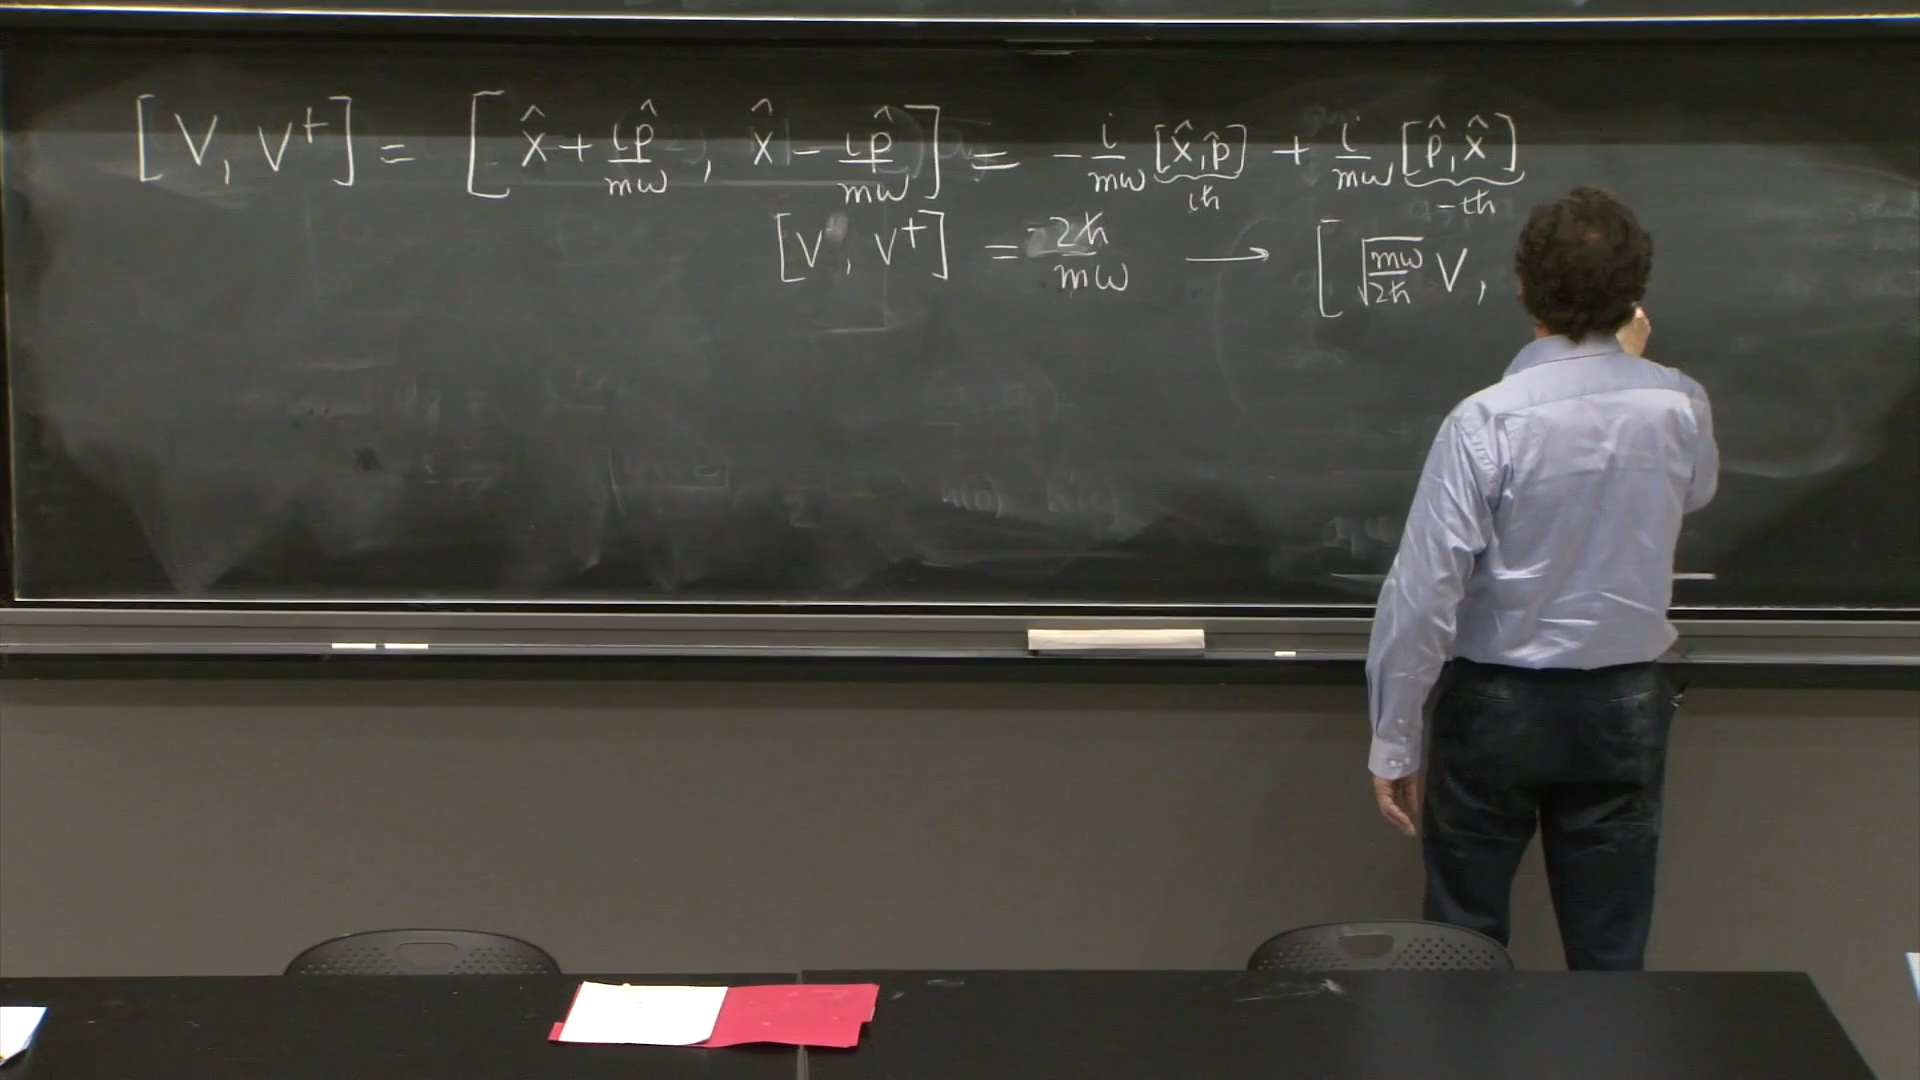 [V, V†] = [x̂ + ip̂/mω, x̂ − ip̂/mω] = − i/mω [x̂,p̂] + i/mω [p̂,x̂]
iħ −iħ
[V, V†] = 2ħ/mω → [√(mω/2ħ) V,